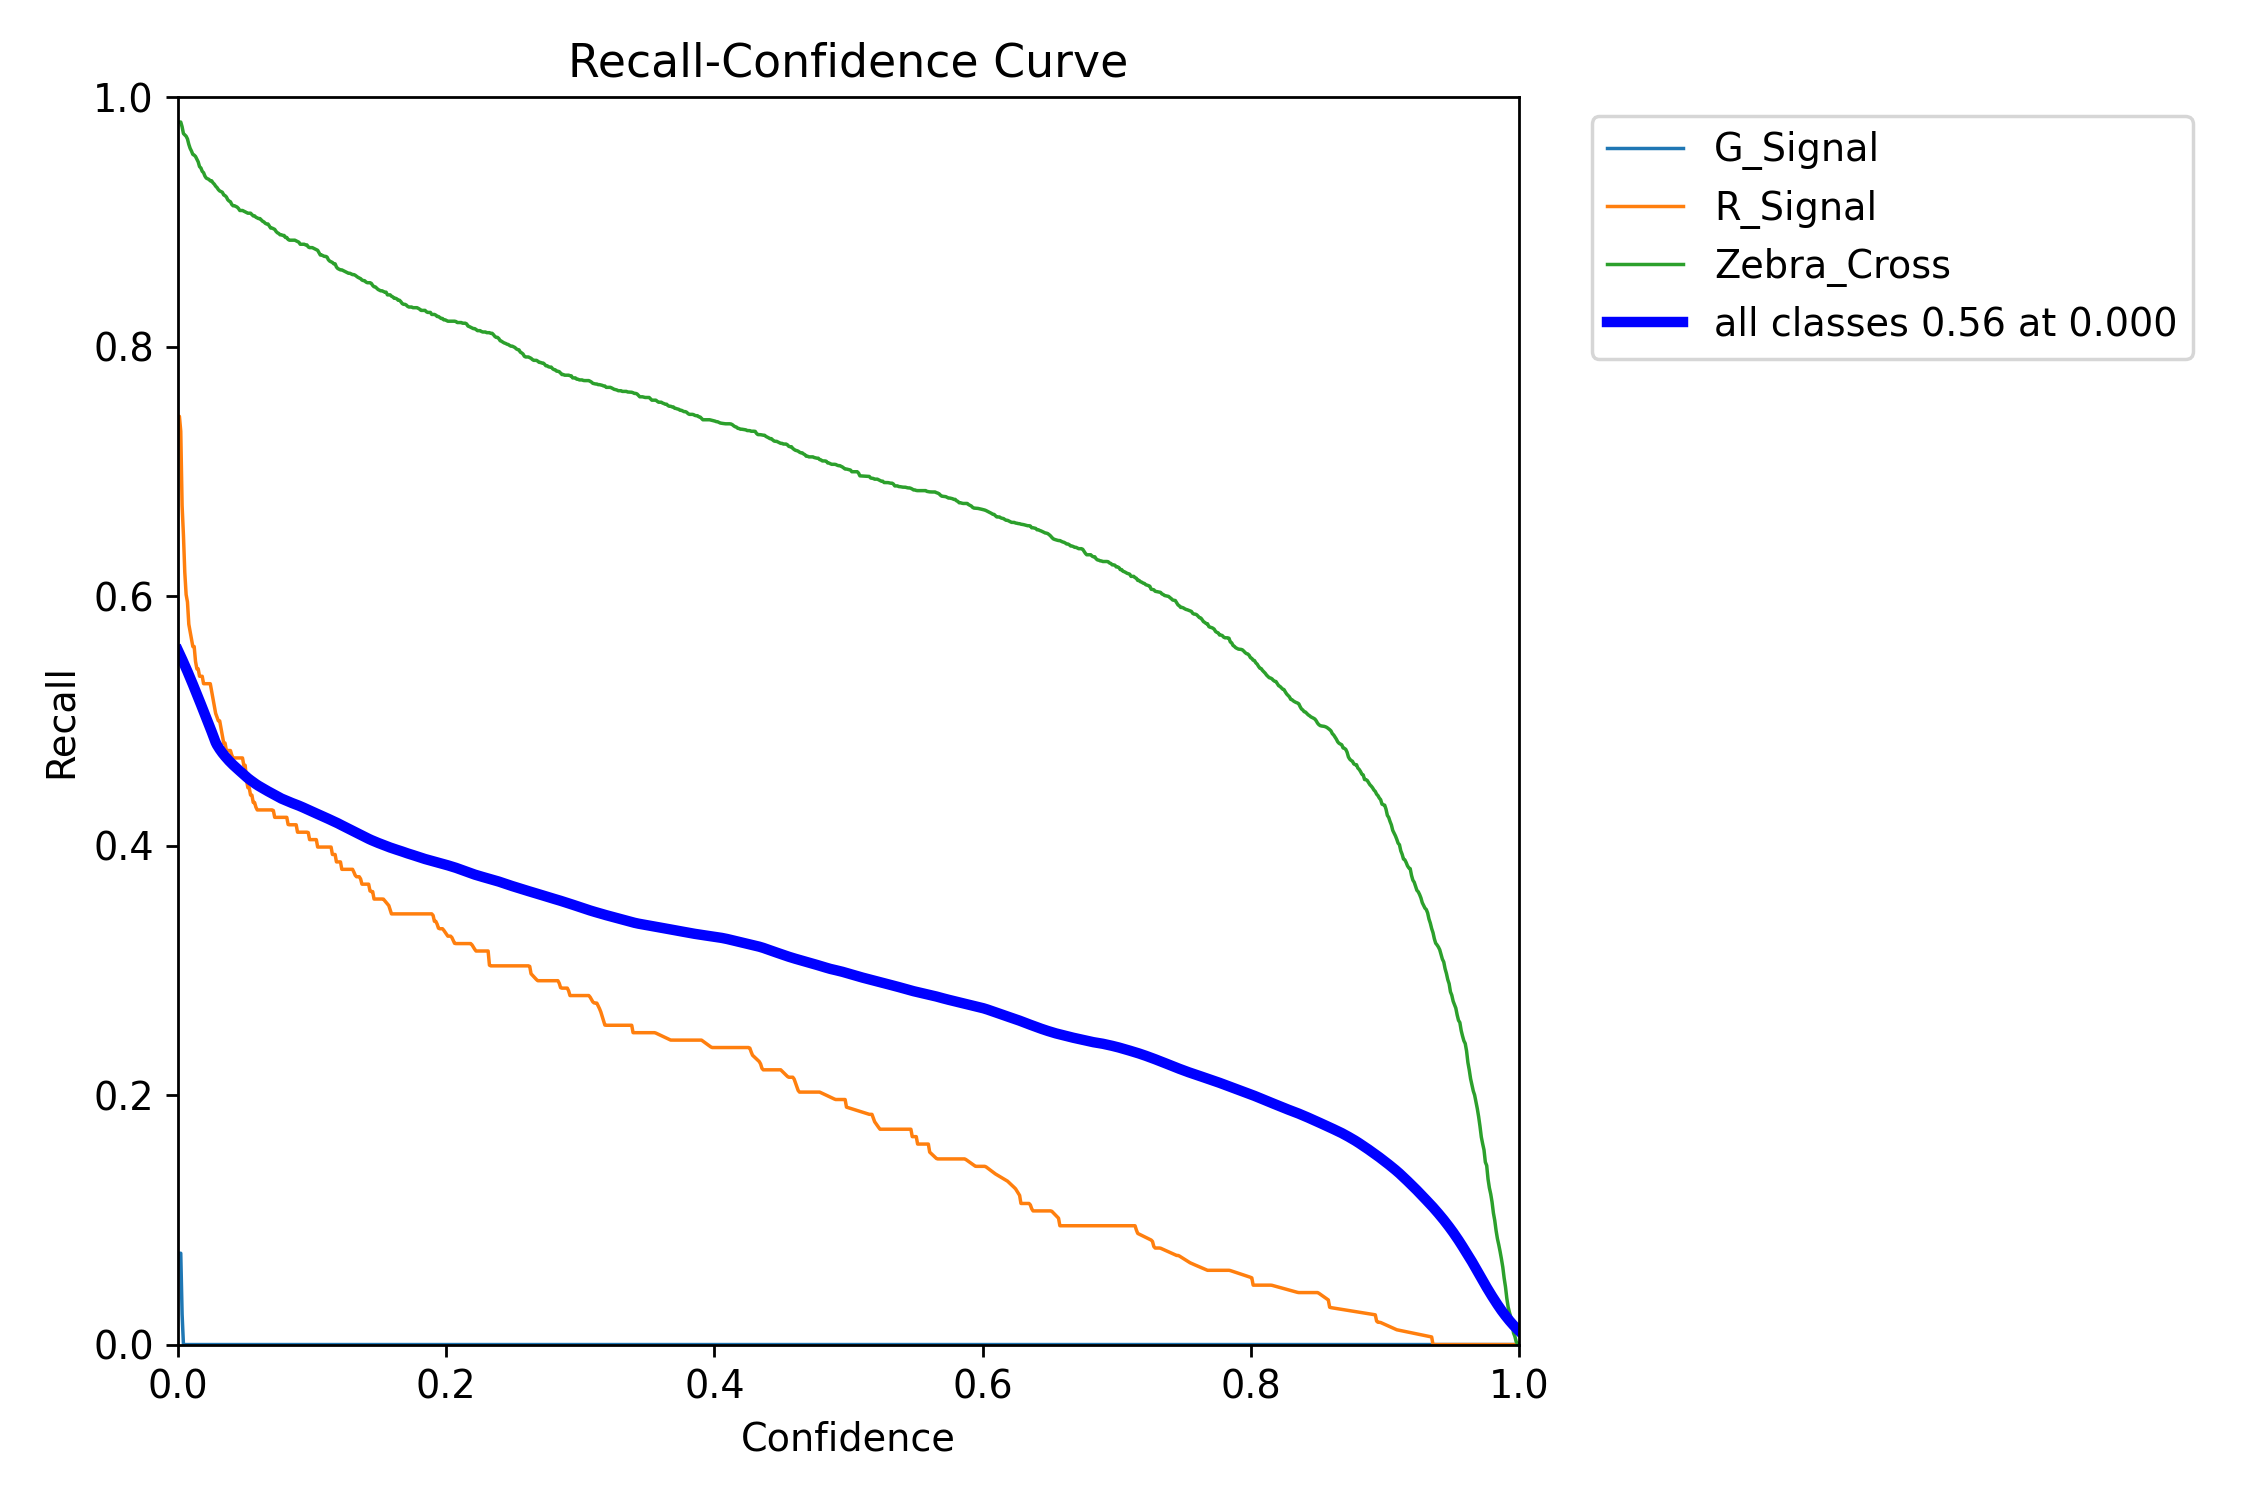 Recall-Confidence Curve
1.0
0.8
0.6
0.4
0.2
0.0
Recall
0.0 0.2 0.4 0.6 0.8 1.0
Confidence
G_Signal
R_Signal
Zebra_Cross
all classes 0.56 at 0.000